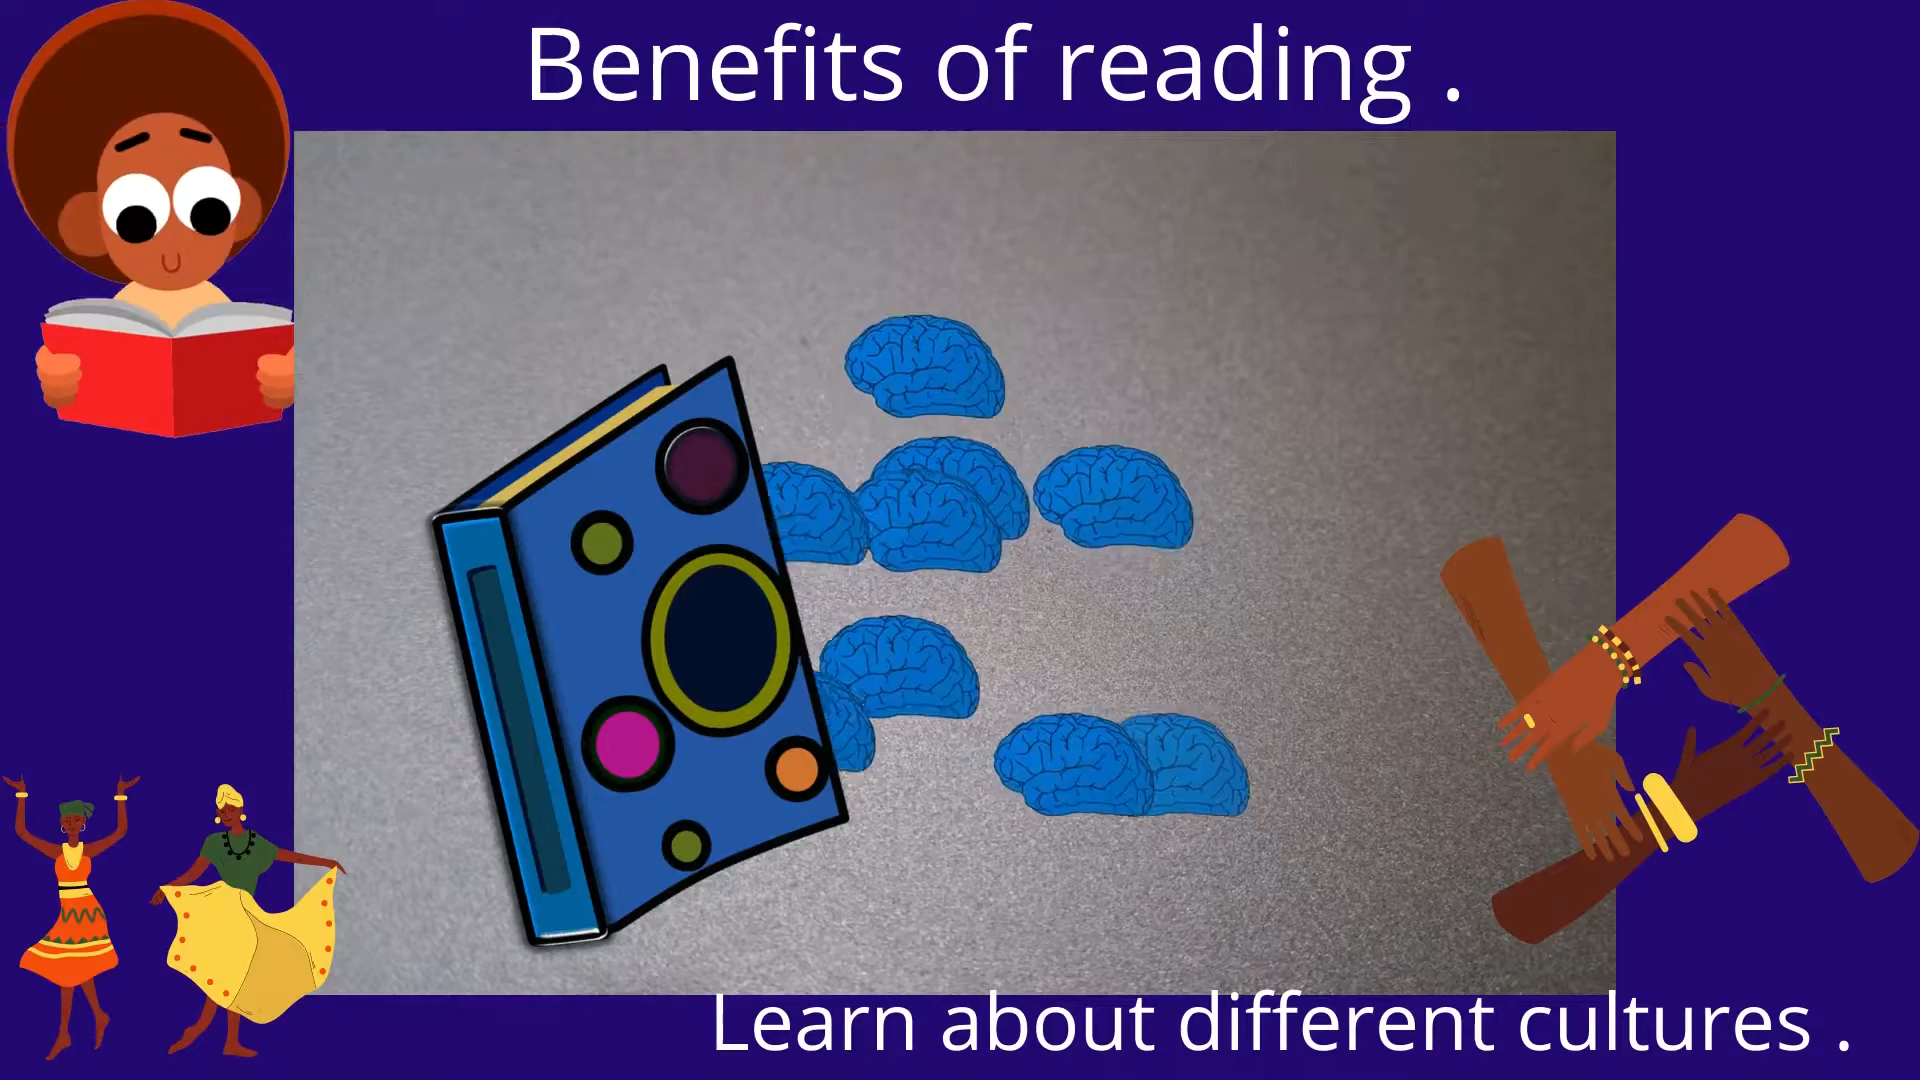 Benefits of reading .
Learn about different cultures .